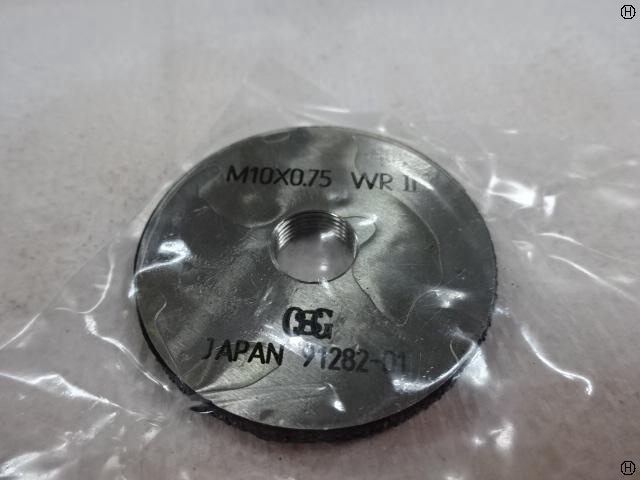 M10X0.75 WR II
OSG
JAPAN 91282-01
H
H